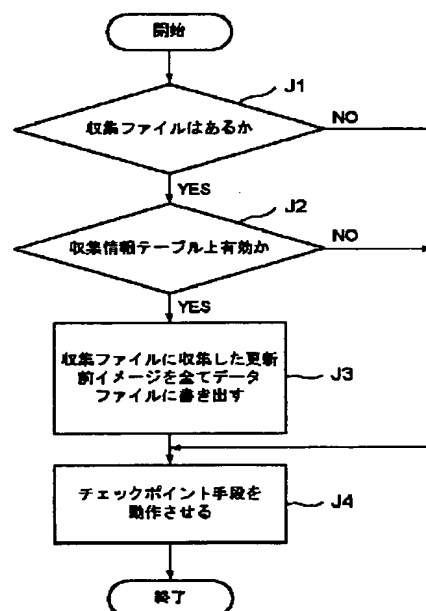 開始
J1
収集ファイルはあるか
NO
YES
J2
収集情報テーブル上有効か
NO
YES
収集ファイルに収集した更新
前イメージを全てデータ
ファイルに書き出す
J3
チェックポイント手段を
動作させる
J4
終了